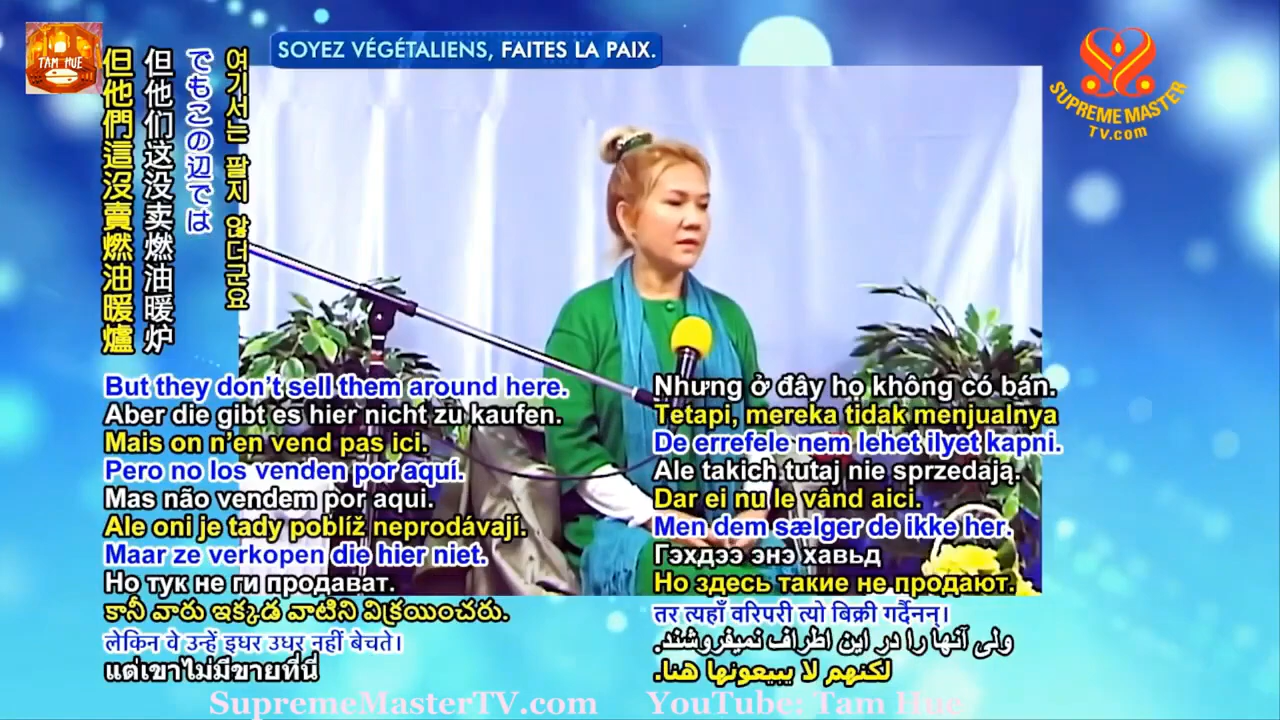 TAM HUE
SOYEZ VÉGÉTALIENS, FAITES LA PAIX.
SUPREME MASTER
TV.com
여기서는 팔지 않더군요
でもこの辺では
但他们这没卖燃油暖炉
但他們這沒賣燃油暖爐
But they don't sell them around here.
Aber die gibt es hier nicht zu kaufen.
Mais on n'en vend pas ici.
Pero no los venden por aquí.
Mas não vendem por aqui.
Ale oni je tady poblíž neprodávají.
Maar ze verkopen die hier niet.
Но тук не ги продават.
కానీ వారు ఇక్కడ వాటిని విక్రయించరు.
लेकिन वे उन्हें इधर उधर नहीं बेचते।
แต่เขาไม่มีขายที่นี่
Nhưng ở đây họ không có bán.
Tetapi, mereka tidak menjualnya
De errefele nem lehet ilyet kapni.
Ale takich tutaj nie sprzedają.
Dar ei nu le vând aici.
Men dem sælger de ikke her.
Гэхдээ энэ хавьд
Но здесь такие не продают.
तर त्यहाँ वरिपरी त्यो बिक्री गर्दैनन्।
ولی آنها را در این اطراف نمیفروشند.
لكنهم لا يبيعونها هنا.
SupremeMasterTV.com
YouTube: Tam Hue